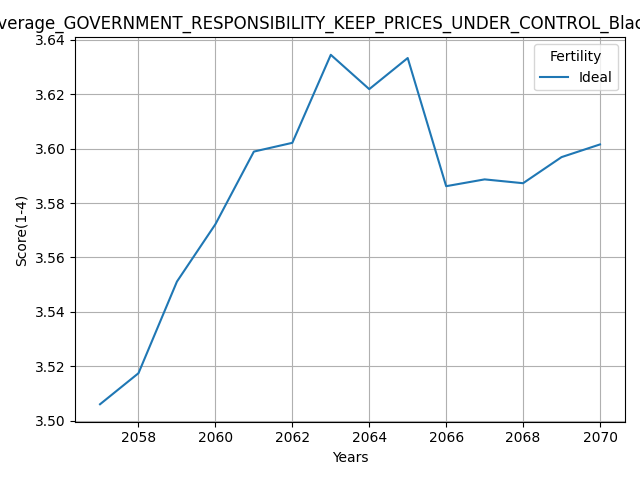 verage_GOVERNMENT_RESPONSIBILITY_KEEP_PRICES_UNDER_CONTROL_Blac
3.64
3.62
3.60
3.58
3.56
3.54
3.52
3.50
Score(1-4)
Fertility
Ideal
2058 2060 2062 2064 2066 2068 2070
Years